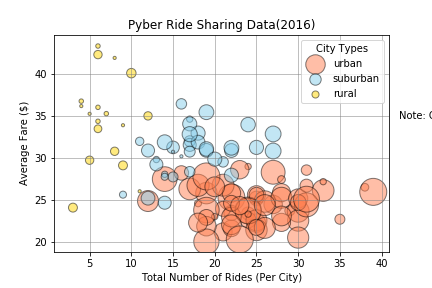 Pyber Ride Sharing Data(2016)
Average Fare ($)
40
35
30
25
20
City Types
urban
suburban
rural
Note:
5 10 15 20 25 30 35 40
Total Number of Rides (Per City)